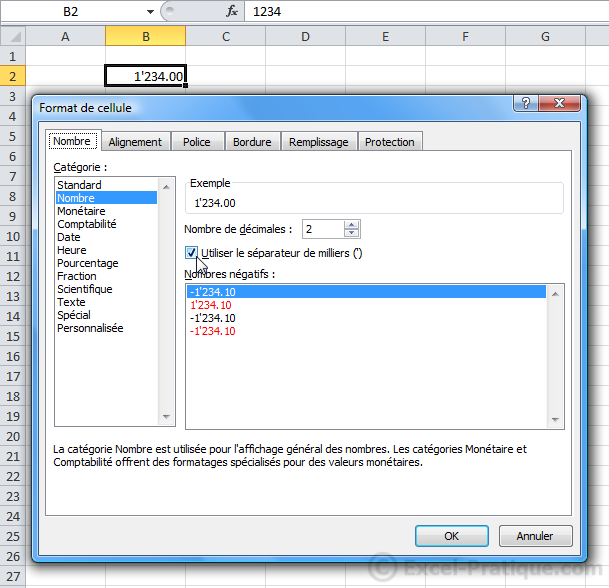 B2 fx 1234
A B C D E F G
1
2 1'234.00
3
4
5
6
7
8
9
10
11
12
13
14
15
16
17
18
19
20
21
22
23
24
25
26
27
Format de cellule
Nombre Alignement Police Bordure Remplissage Protection
Catégorie :
Standard
Nombre
Monétaire
Comptabilité
Date
Heure
Pourcentage
Fraction
Scientifique
Texte
Spécial
Personnalisée
Exemple
1'234.00
Nombre de décimales : 2
Utiliser le séparateur de milliers (')
Nombres négatifs :
-1'234.10
1'234.10
-1'234.10
-1'234.10
La catégorie Nombre est utilisée pour l'affichage général des nombres. Les catégories Monétaire et
Comptabilité offrent des formatages spécialisés pour des valeurs monétaires.
OK Annuler
© Excel-Pratique.com